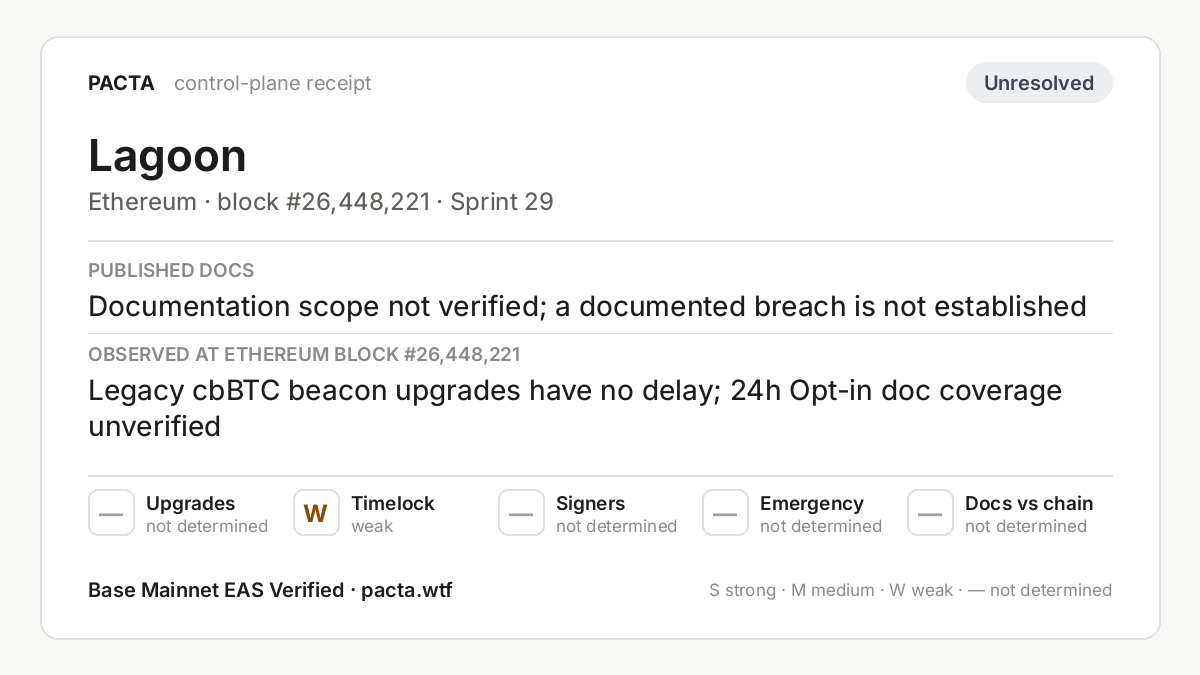 PACTA control-plane receipt Unresolved
Lagoon
Ethereum · block #26,448,221 · Sprint 29
PUBLISHED DOCS
Documentation scope not verified; a documented breach is not established
OBSERVED AT ETHEREUM BLOCK #26,448,221
Legacy cbBTC beacon upgrades have no delay; 24h Opt-in doc coverage
unverified
— Upgrades not determined
W Timelock weak
— Signers not determined
— Emergency not determined
— Docs vs chain not determined
Base Mainnet EAS Verified · pacta.wtf
S strong · M medium · W weak · — not determined